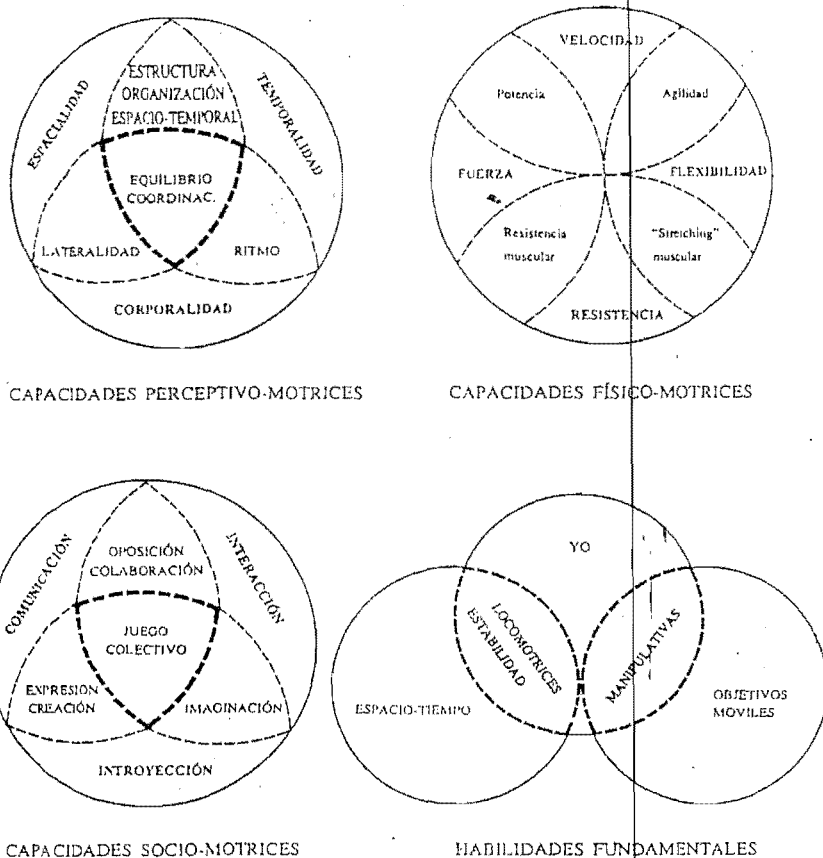 ESPACIALIDAD
ESTRUCTURA
ORGANIZACIÓN
ESPACIO-TEMPORAL
TEMPORALIDAD
EQUILIBRIO
COORDINAC.
LATERALIDAD
RITMO
CORPORALIDAD
CAPACIDADES PERCEPTIVO-MOTRICES
VELOCIDAD
Potencia
Agilidad
FUERZA
FLEXIBILIDAD
Resistencia
muscular
"Stretching"
muscular
RESISTENCIA
CAPACIDADES FÍSICO-MOTRICES
COMUNICACIÓN
OPOSICIÓN
COLABORACIÓN
INTERACCIÓN
JUEGO
COLECTIVO
EXPRESION
CREACIÓN
IMAGINACIÓN
INTROYECCIÓN
CAPACIDADES SOCIO-MOTRICES
YO
LOCOMOTRICES
ESTABILIDAD
MANIPULATIVAS
ESPACIO-TIEMPO
OBJETIVOS
MOVILES
HABILIDADES FUNDAMENTALES